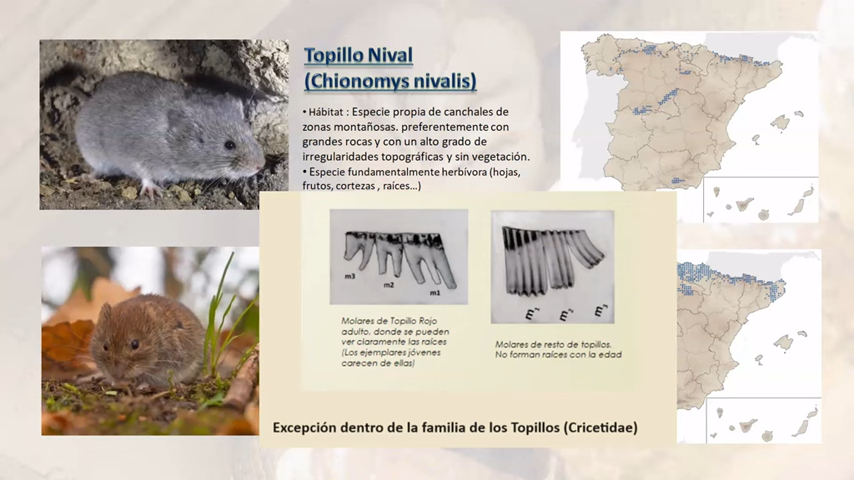 Topillo Nival
(Chionomys nivalis)
• Hábitat : Especie propia de canchales de
zonas montañosas. preferentemente con
grandes rocas y con un alto grado de
irregularidades topográficas y sin vegetación.
• Especie fundamentalmente herbívora (hojas,
frutos, cortezas , raíces...)
m3
m2
m1
Molares de Topillo Rojo
adulto, donde se pueden
ver claramente las raíces
(Los ejemplares jóvenes
carecen de ellas)
Molares de resto de topillos.
No forman raíces con la edad
Excepción dentro de la familia de los Topillos (Cricetidae)